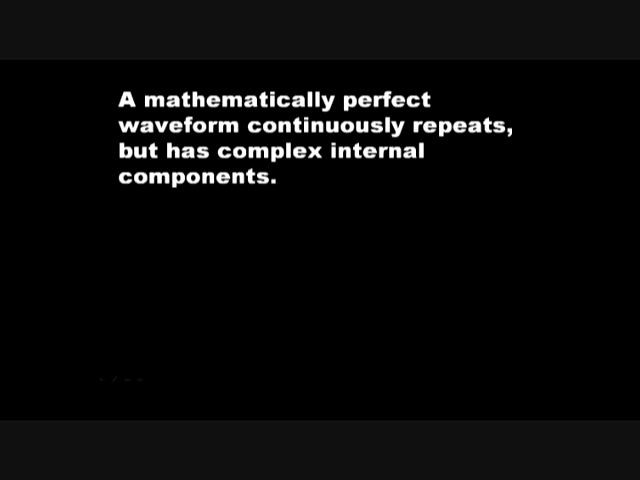 A mathematically perfect
waveform continuously repeats,
but has complex internal
components.